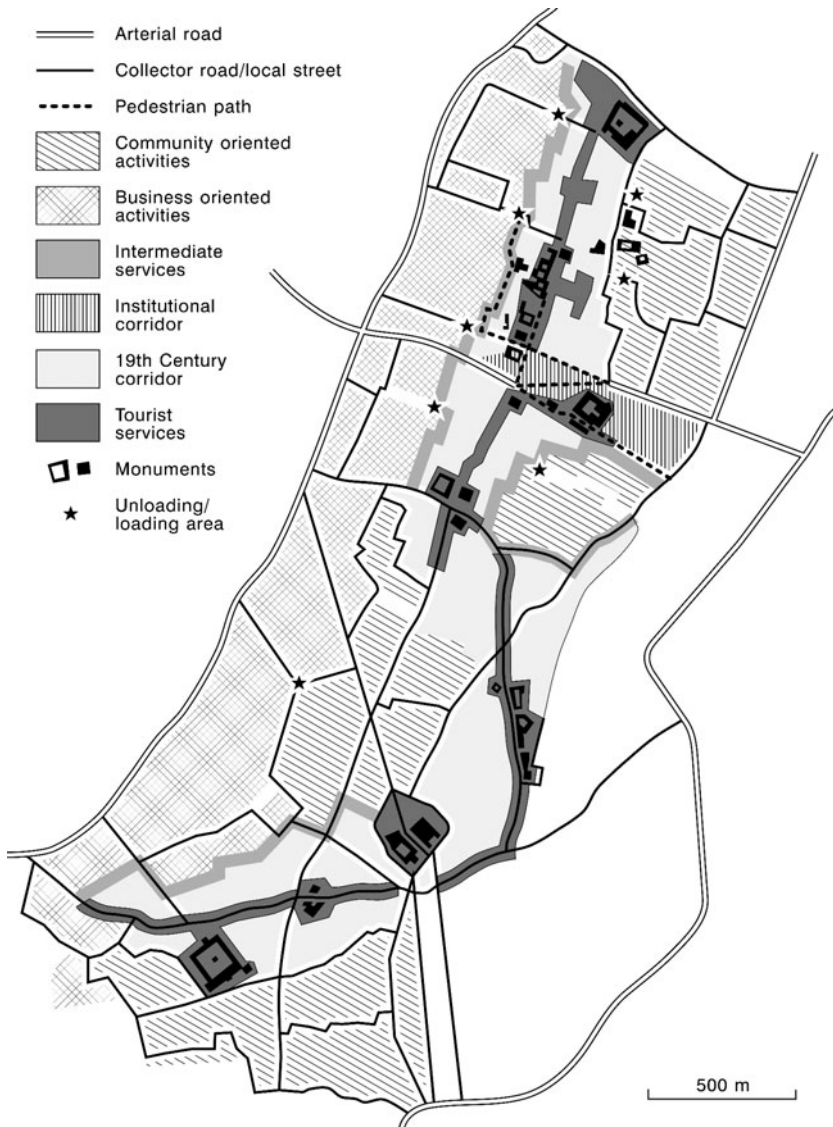 Arterial road
Collector road/local street
Pedestrian path
Community oriented
activities
Business oriented
activities
Intermediate
services
Institutional
corridor
19th Century
corridor
Tourist
services
Monuments
Unloading/
loading area
500 m